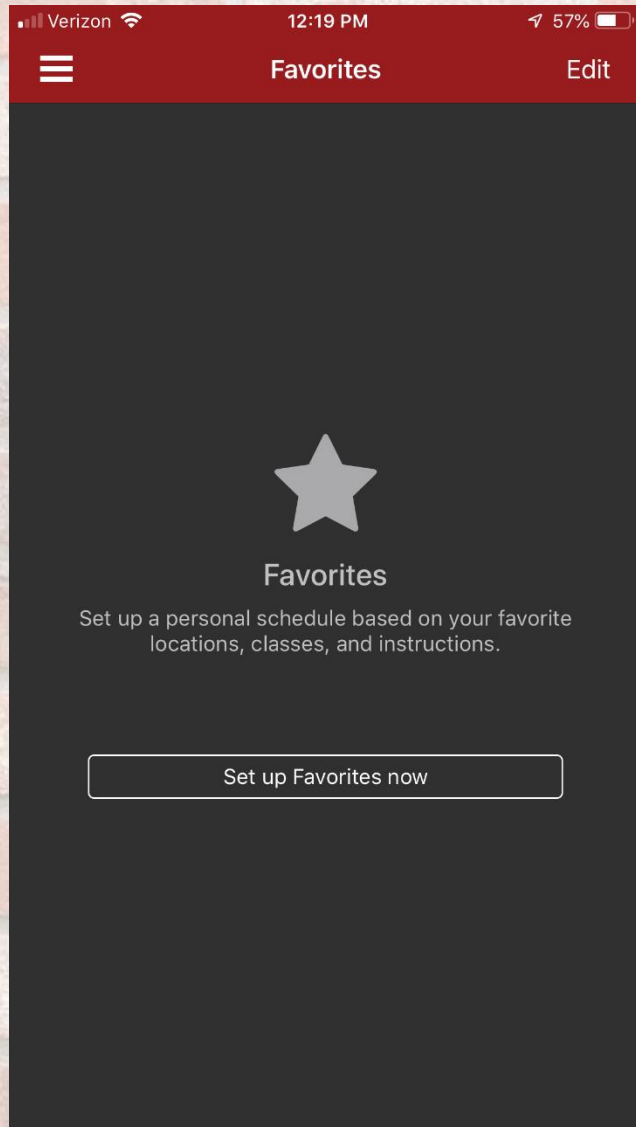 Verizon 12:19 PM 57%
Favorites Edit
Favorites
Set up a personal schedule based on your favorite
locations, classes, and instructions.
Set up Favorites now